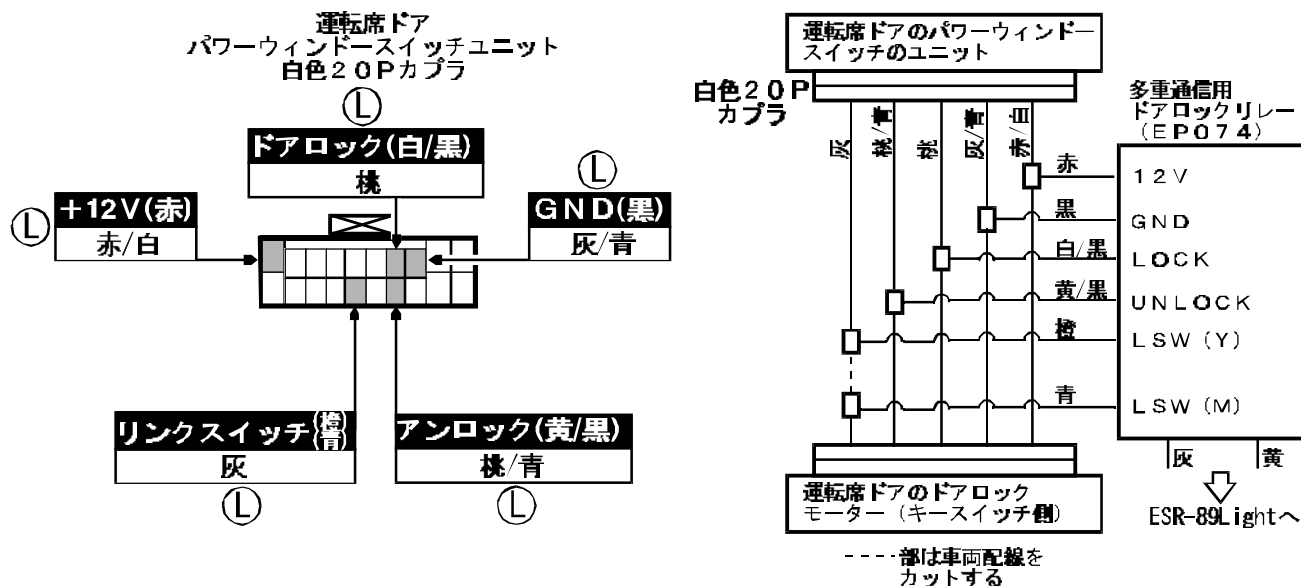 運転席ドア
パワーウィンドースイッチユニット
白色２０Ｐカプラ
Ⓛ
ドアロック(白/黒)
桃
Ⓛ
＋12Ｖ(赤)
赤/白
Ⓛ
ＧＮＤ(黒)
灰/青
リンクスイッチ(橙青)
灰
Ⓛ
アンロック(黄/黒)
桃/青
Ⓛ
運転席ドアのパワーウィンドー
スイッチのユニット
白色２０Ｐ
カプラ
灰
桃/青
桃
灰/青
赤/白
多重通信用
ドアロックリレー
（ＥＰ０７４）
赤
１２Ｖ
黒
ＧＮＤ
白/黒
ＬＯＣＫ
黄/黒
ＵＮＬＯＣＫ
橙
ＬＳＷ（Ｙ）
青
ＬＳＷ（Ｍ）
灰
黄
ESR-89Lightへ
運転席ドアのドアロック
モーター（キースイッチ側）
----部は車両配線を
カットする